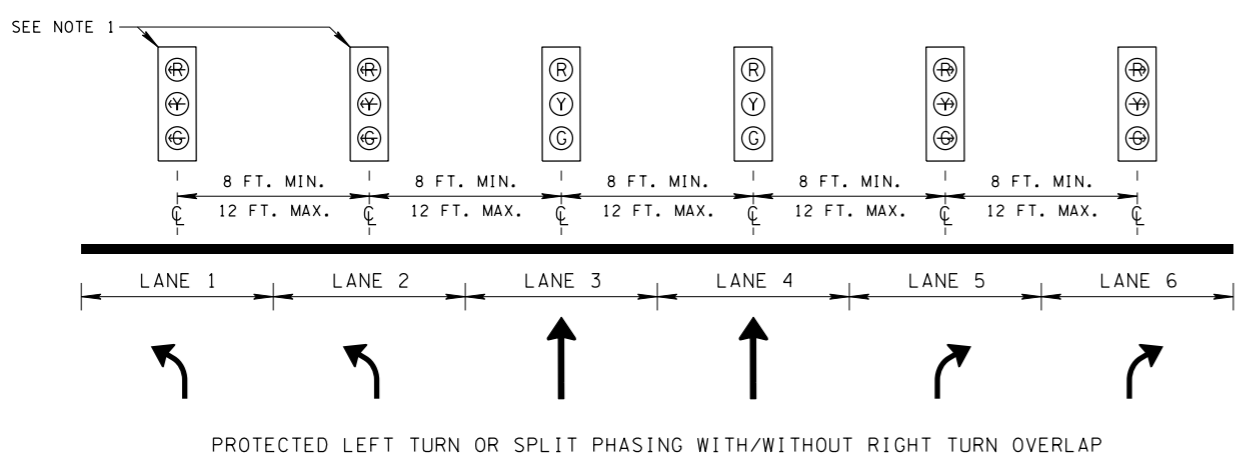 SEE NOTE 1
R R R R R R
Y Y Y Y Y Y
G G G G G G
8 FT. MIN. 8 FT. MIN. 8 FT. MIN. 8 FT. MIN. 8 FT. MIN.
℄ 12 FT. MAX. ℄ 12 FT. MAX. ℄ 12 FT. MAX. ℄ 12 FT. MAX. ℄ 12 FT. MAX. ℄
LANE 1 LANE 2 LANE 3 LANE 4 LANE 5 LANE 6
PROTECTED LEFT TURN OR SPLIT PHASING WITH/WITHOUT RIGHT TURN OVERLAP